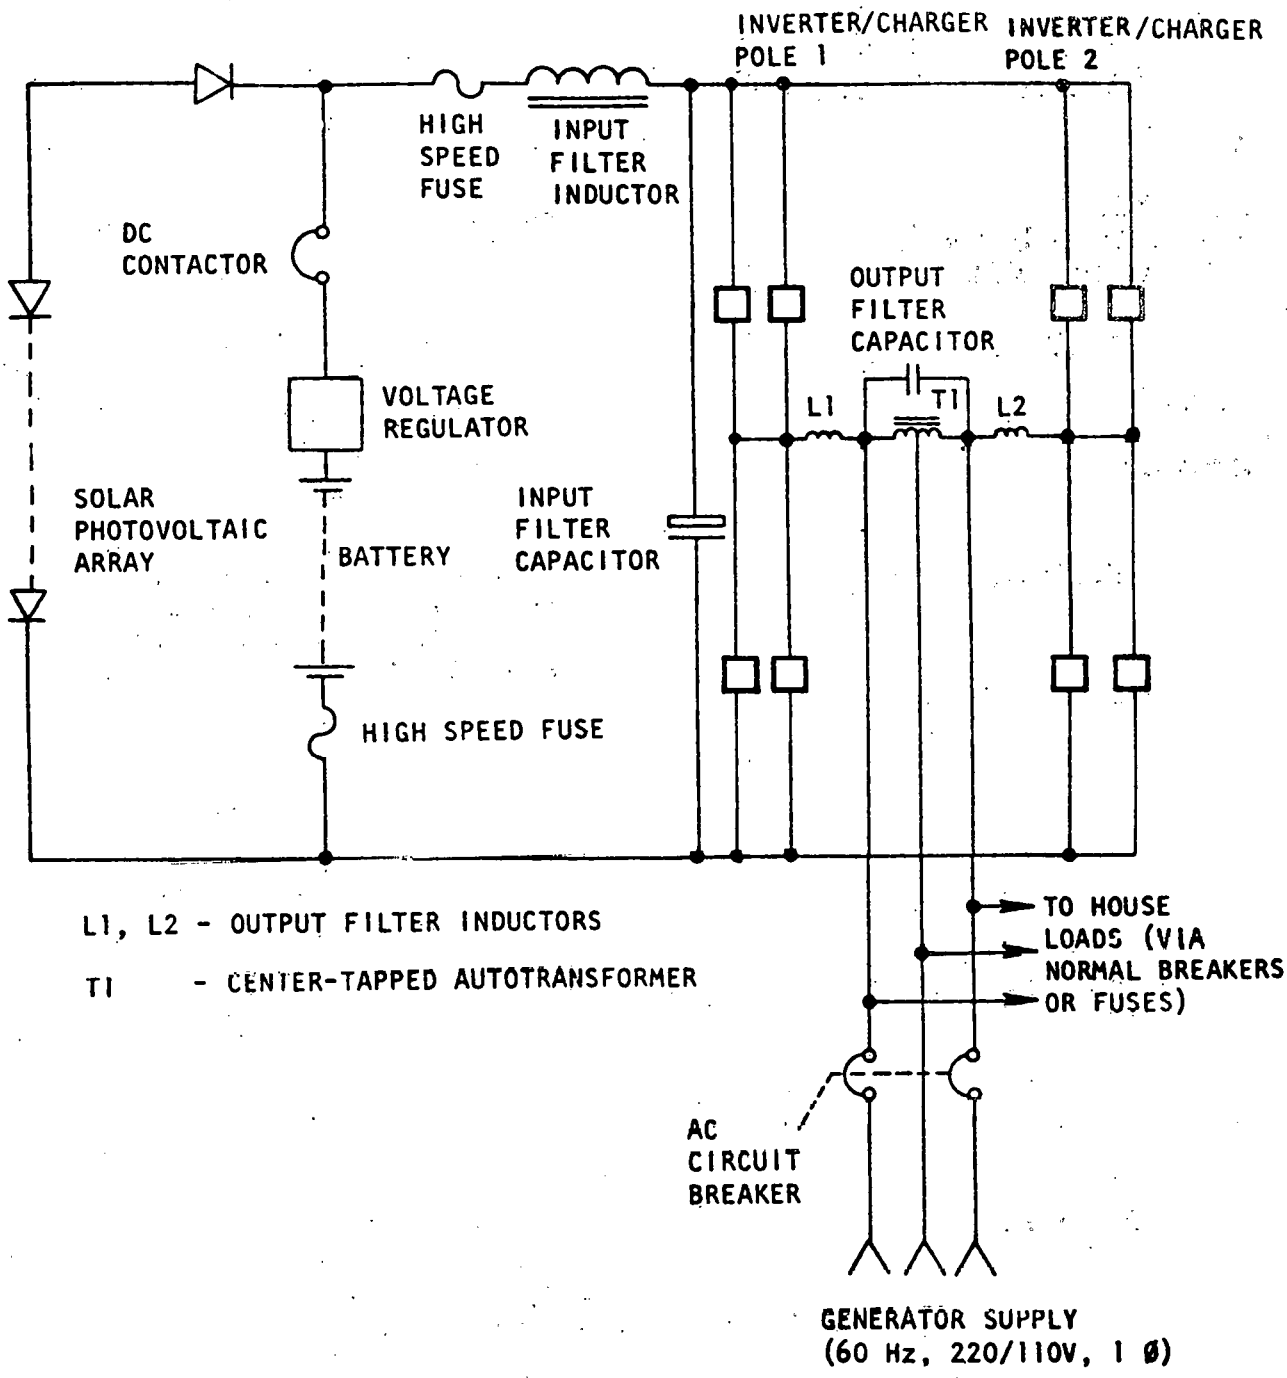 INVERTER/CHARGER
POLE 1
INVERTER/CHARGER
POLE 2
HIGH
SPEED
FUSE
INPUT
FILTER
INDUCTOR
DC
CONTACTOR
OUTPUT
FILTER
CAPACITOR
VOLTAGE
REGULATOR
L1
T1
L2
SOLAR
PHOTOVOLTAIC
ARRAY
BATTERY
INPUT
FILTER
CAPACITOR
HIGH SPEED FUSE
L1, L2 - OUTPUT FILTER INDUCTORS
T1 - CENTER-TAPPED AUTOTRANSFORMER
TO HOUSE
LOADS (VIA
NORMAL BREAKERS
OR FUSES)
AC
CIRCUIT
BREAKER
GENERATOR SUPPLY
(60 Hz, 220/110V, 1 Ø)